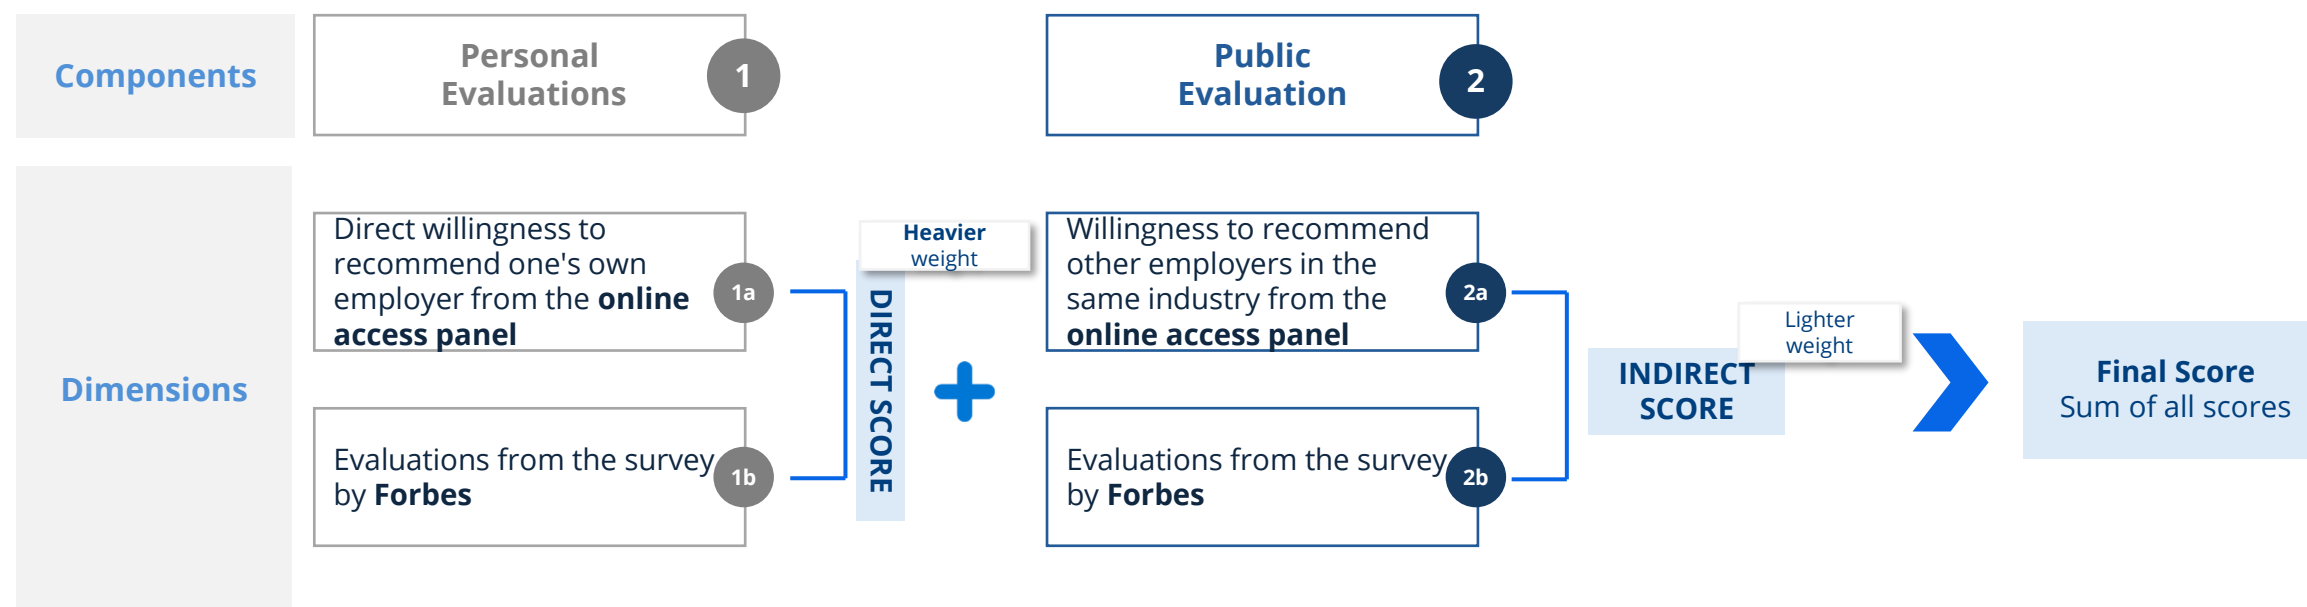 Components
Personal
Evaluations
1
Public
Evaluation
2
Dimensions
Direct willingness to
recommend one's own
employer from the online
access panel
1a
Evaluations from the survey
by Forbes
1b
Heavier
weight
DIRECT SCORE
Willingness to recommend
other employers in the
same industry from the
online access panel
2a
Evaluations from the survey
by Forbes
2b
Lighter
weight
INDIRECT
SCORE
Final Score
Sum of all scores